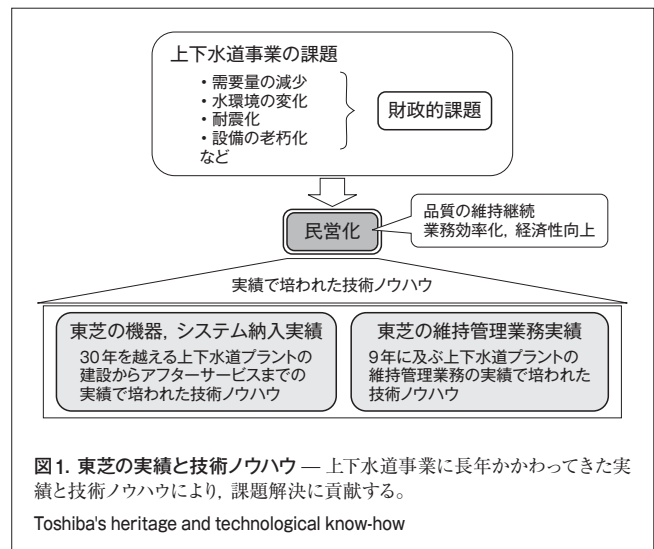 上下水道事業の課題
・需要量の減少
・水環境の変化
・耐震化
・設備の老朽化
など
財政的課題
民営化
品質の維持継続
業務効率化，経済性向上
実績で培われた技術ノウハウ
東芝の機器，システム納入実績
30年を越える上下水道プラントの
建設からアフターサービスまでの
実績で培われた技術ノウハウ
東芝の維持管理業務実績
9年に及ぶ上下水道プラントの
維持管理業務の実績で培われた
技術ノウハウ
図1. 東芝の実績と技術ノウハウ — 上下水道事業に長年かかわってきた実
績と技術ノウハウにより，課題解決に貢献する。
Toshiba's heritage and technological know-how